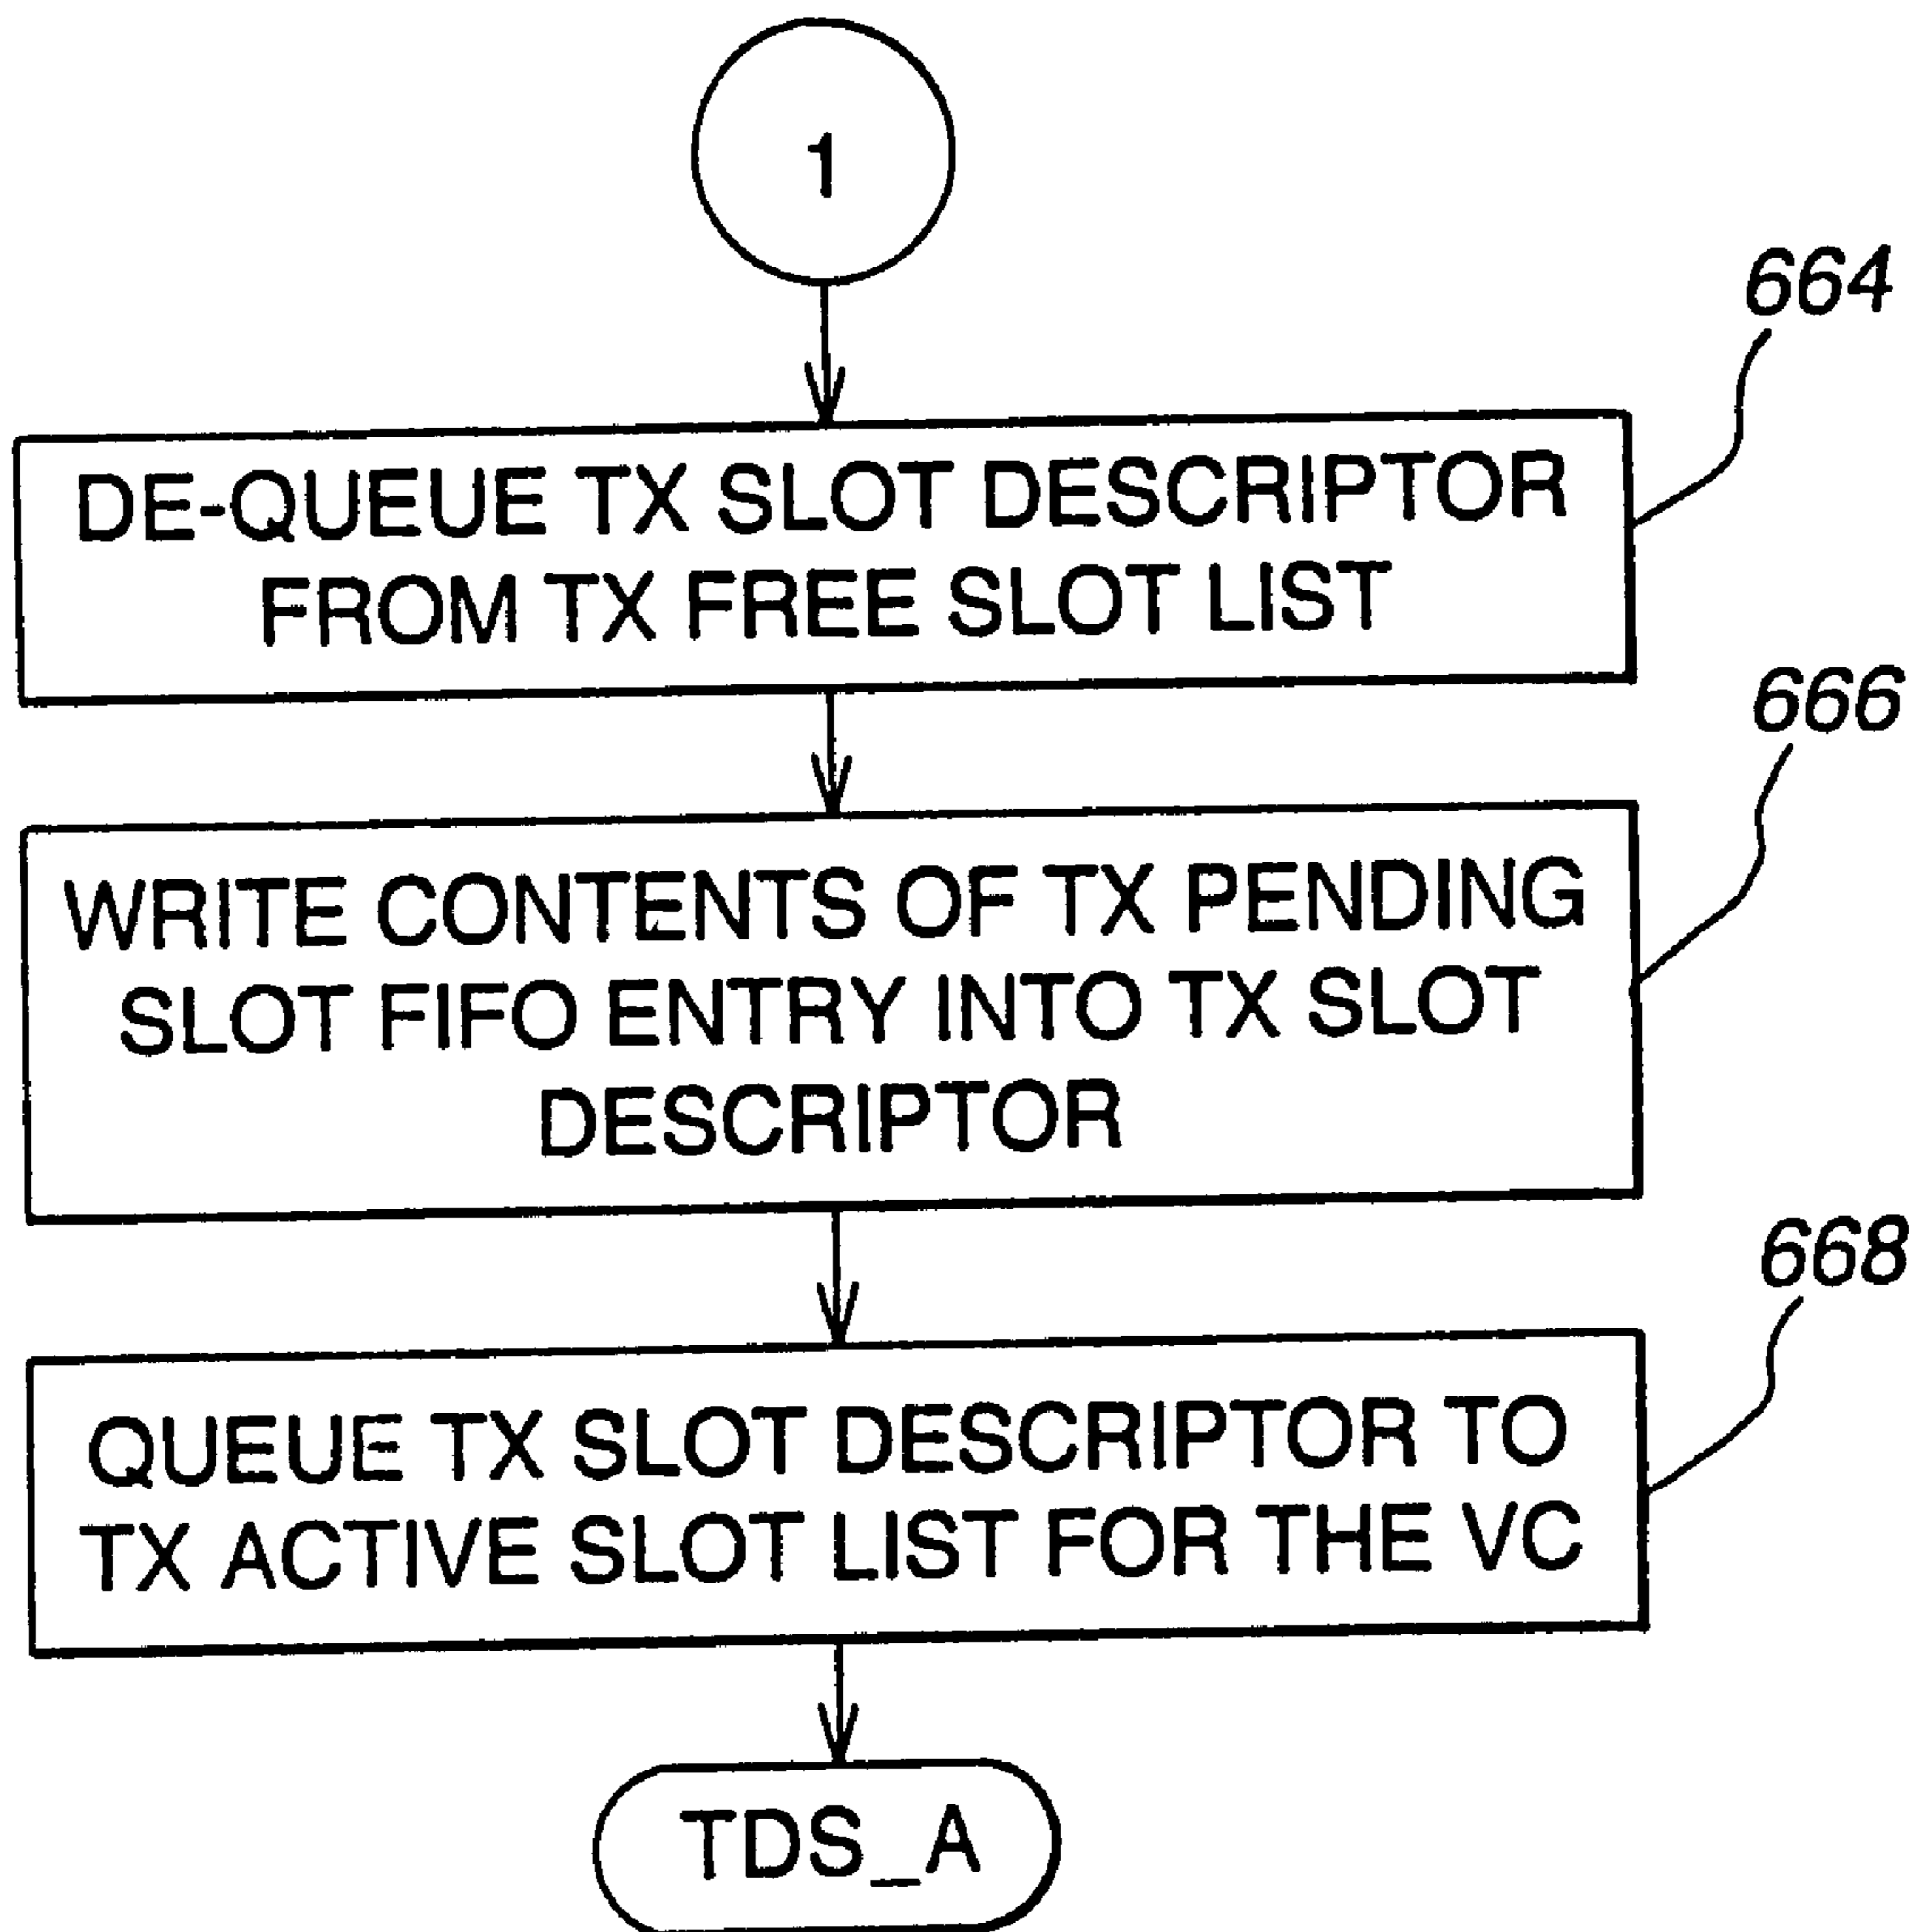 1
664
DE-QUEUE TX SLOT DESCRIPTOR
FROM TX FREE SLOT LIST
666
WRITE CONTENTS OF TX PENDING
SLOT FIFO ENTRY INTO TX SLOT
DESCRIPTOR
668
QUEUE TX SLOT DESCRIPTOR TO
TX ACTIVE SLOT LIST FOR THE VC
TDS_A